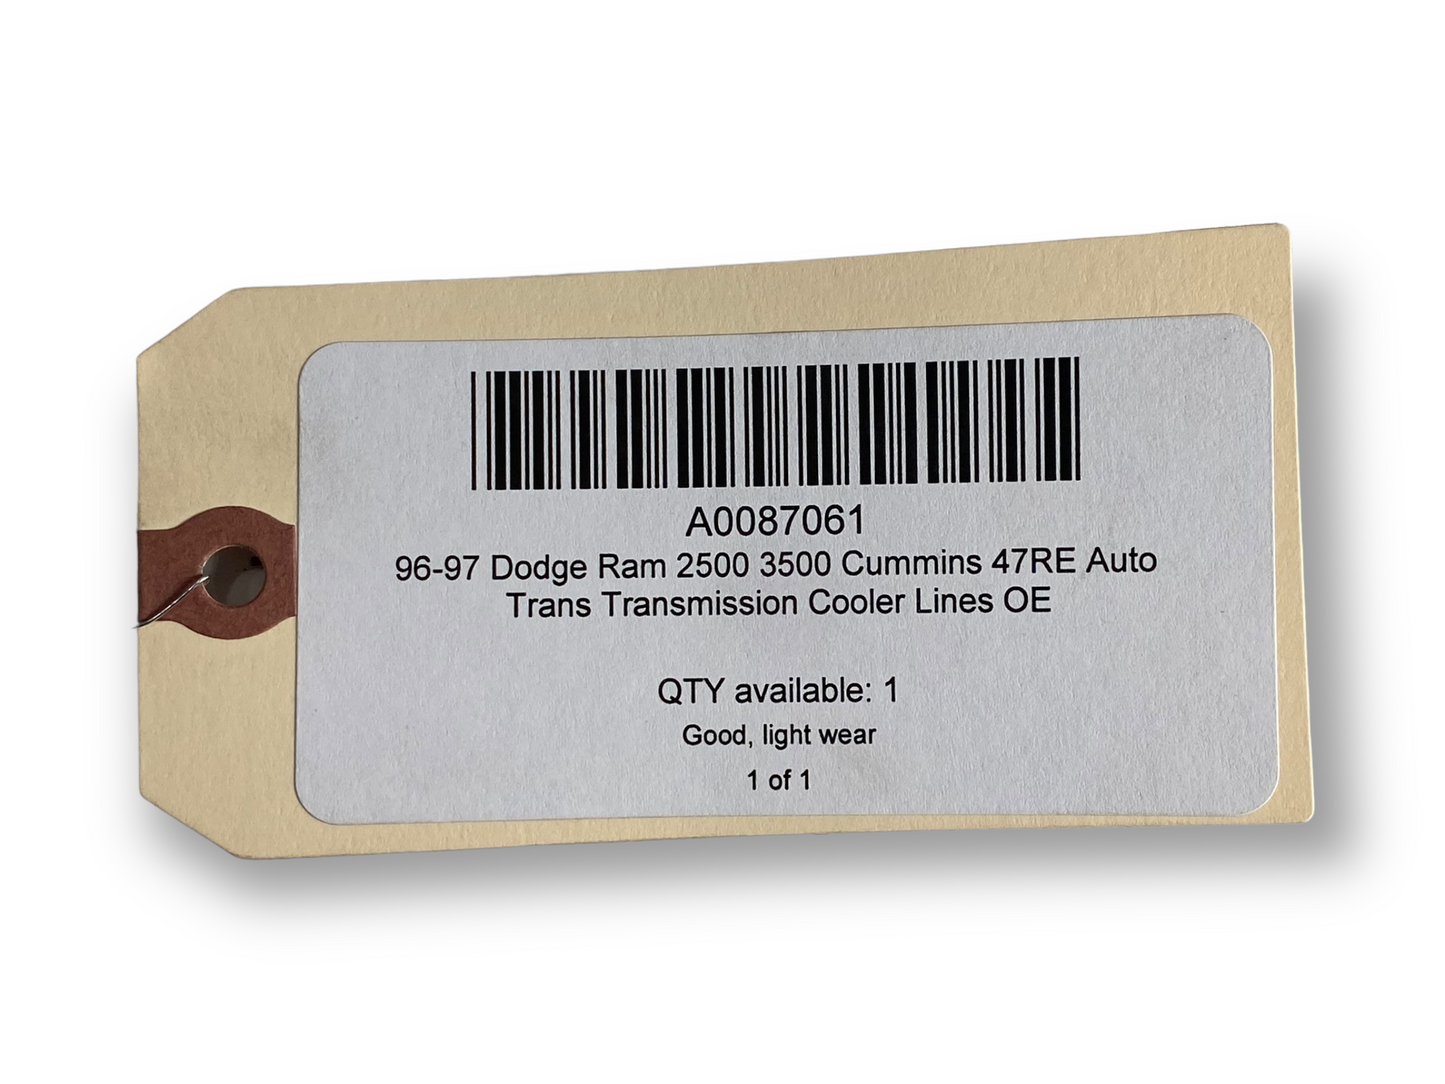 A0087061
96-97 Dodge Ram 2500 3500 Cummins 47RE Auto
Trans Transmission Cooler Lines OE
QTY available: 1
Good, light wear
1 of 1